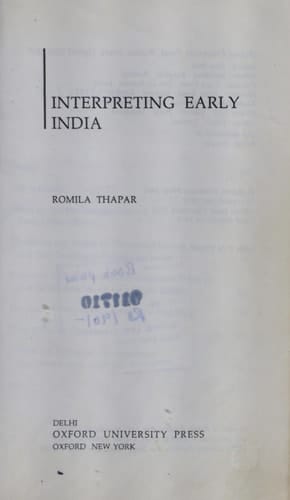 INTERPRETING EARLY
INDIA
ROMILA THAPAR
DELHI
OXFORD UNIVERSITY PRESS
OXFORD NEW YORK